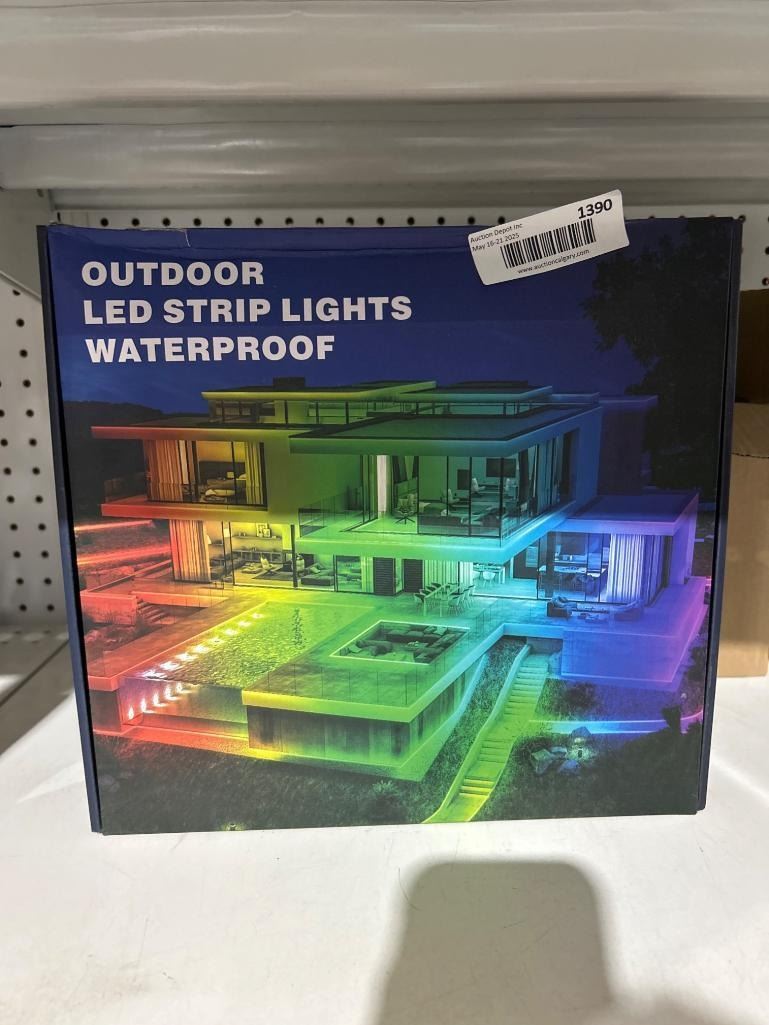 OUTDOOR
LED STRIP LIGHTS
WATERPROOF
Auction Depot Inc
May 16-21 2025
1390
www.auctioncalgary.com